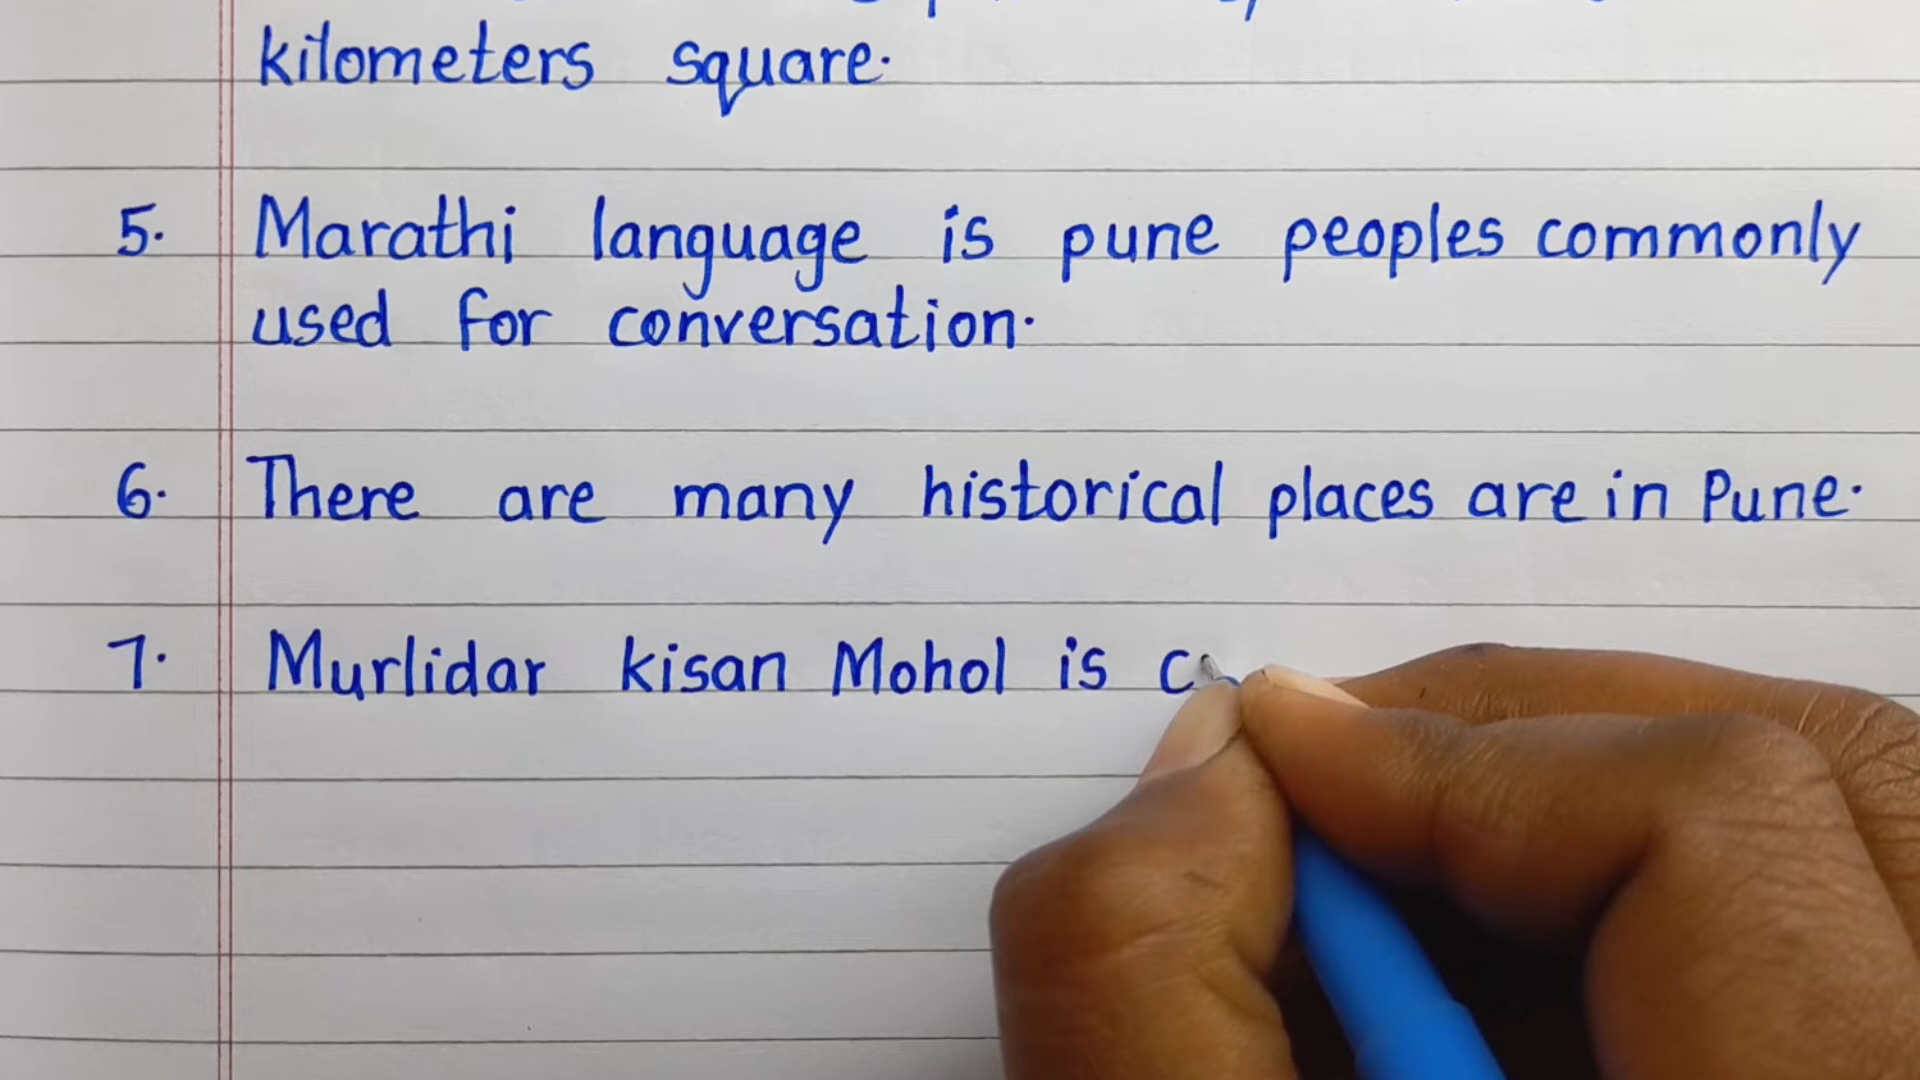 kilometers square.
5. Marathi language is pune peoples commonly
used for conversation.
6. There are many historical places are in Pune.
7. Murlidar kisan Mohol is